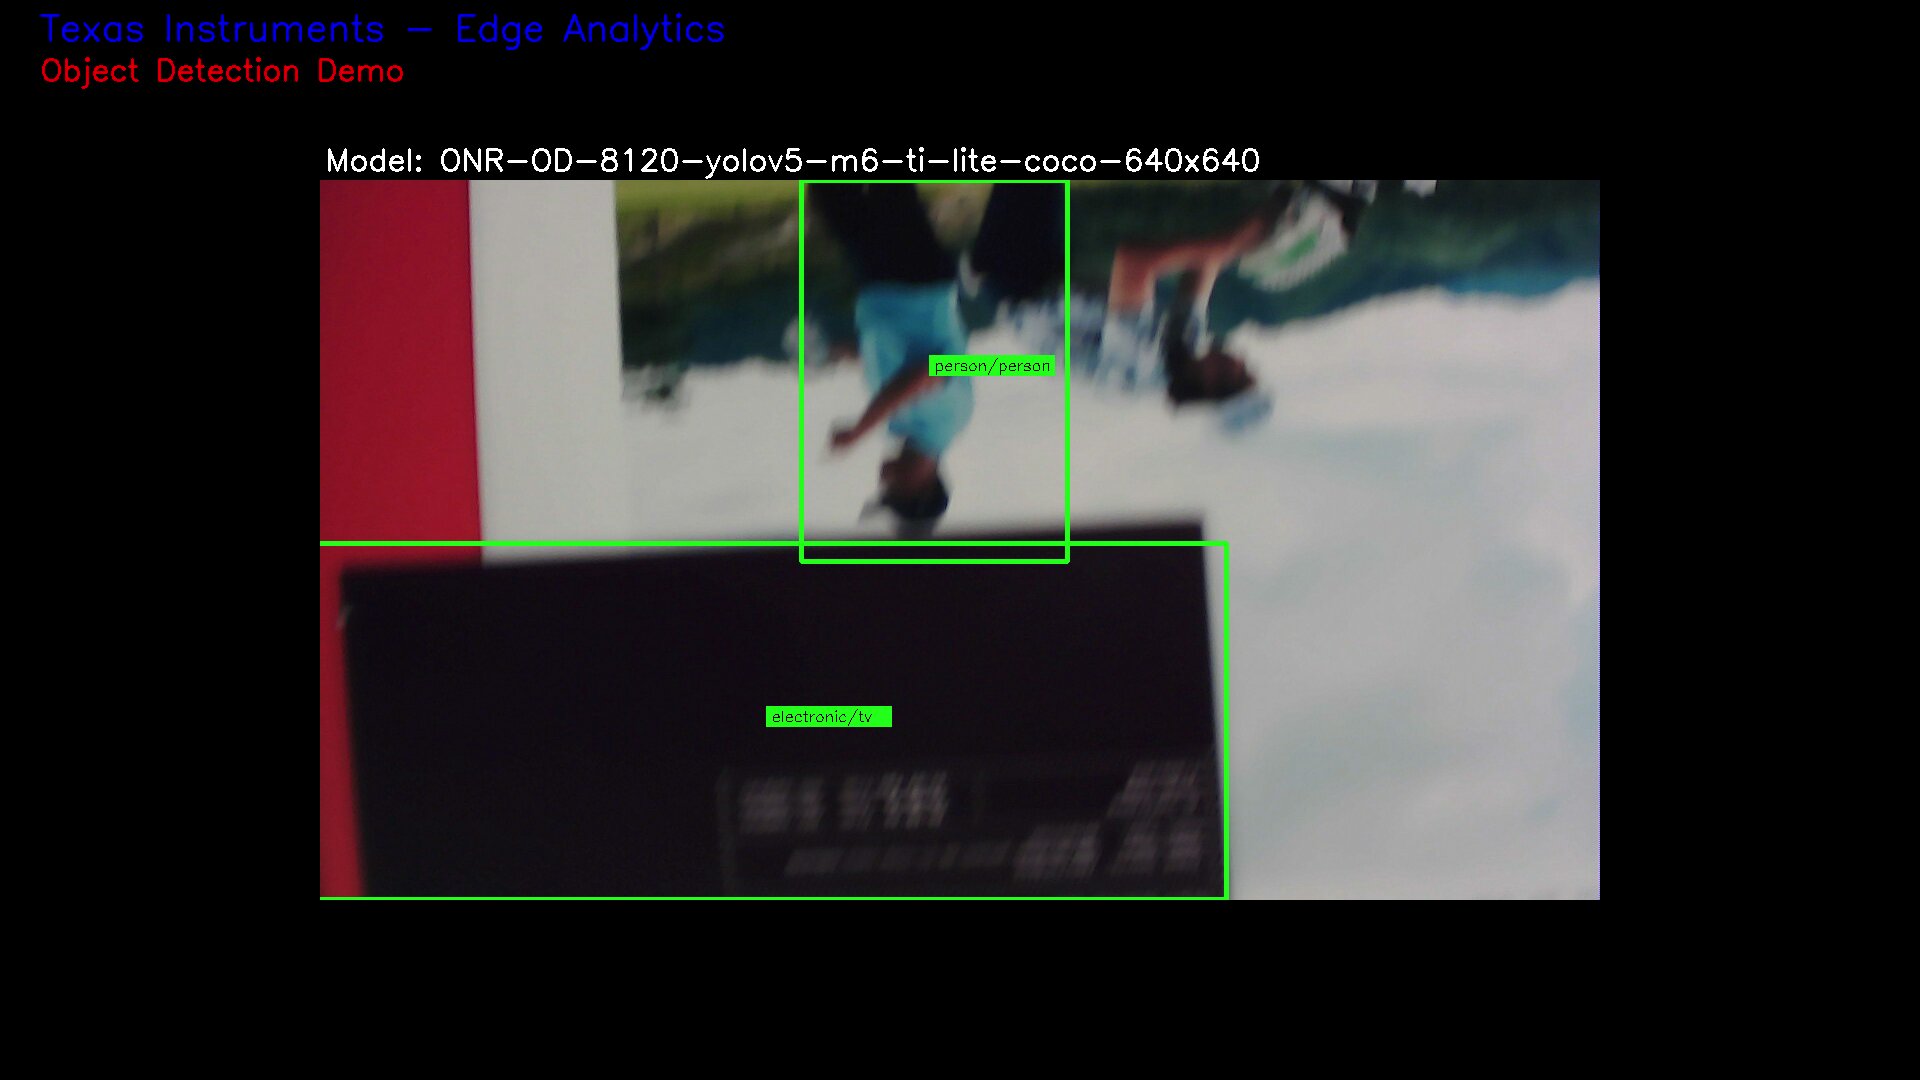 Texas Instruments - Edge Analytics
Object Detection Demo
Model: ONR-OD-8120-yolov5-m6-ti-lite-coco-640x640
person/person
electronic/tv